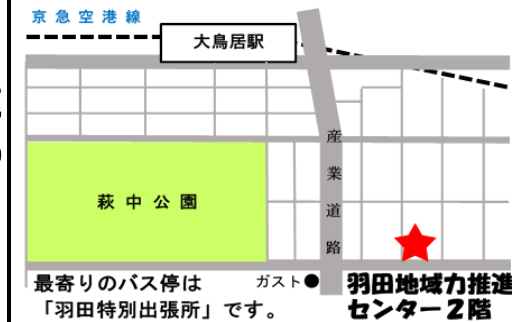 京急空港線
大鳥居駅
産業道路
萩中公園
最寄りのバス停は
「羽田特別出張所」です。
ガスト
羽田地域力推進
センター2階